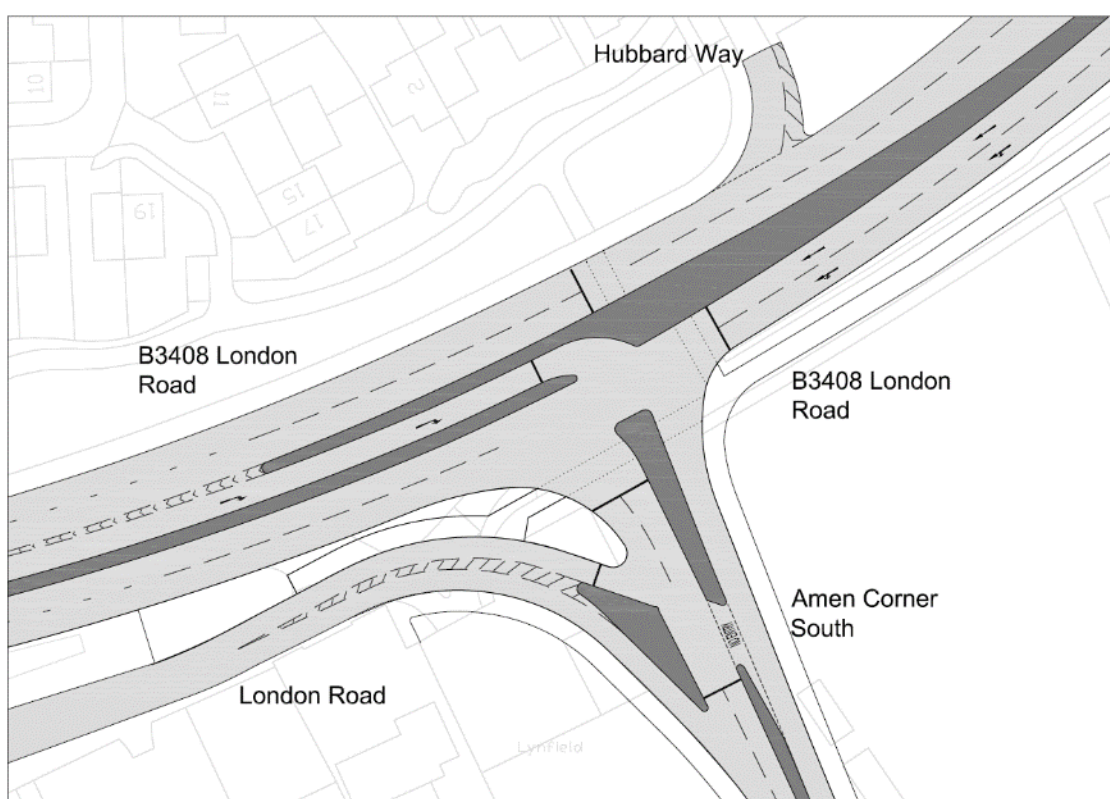 Hubbard Way
10
11
2
15
17
19
B3408 London
Road
B3408 London
Road
Amen Corner
South
London Road
Lynfield